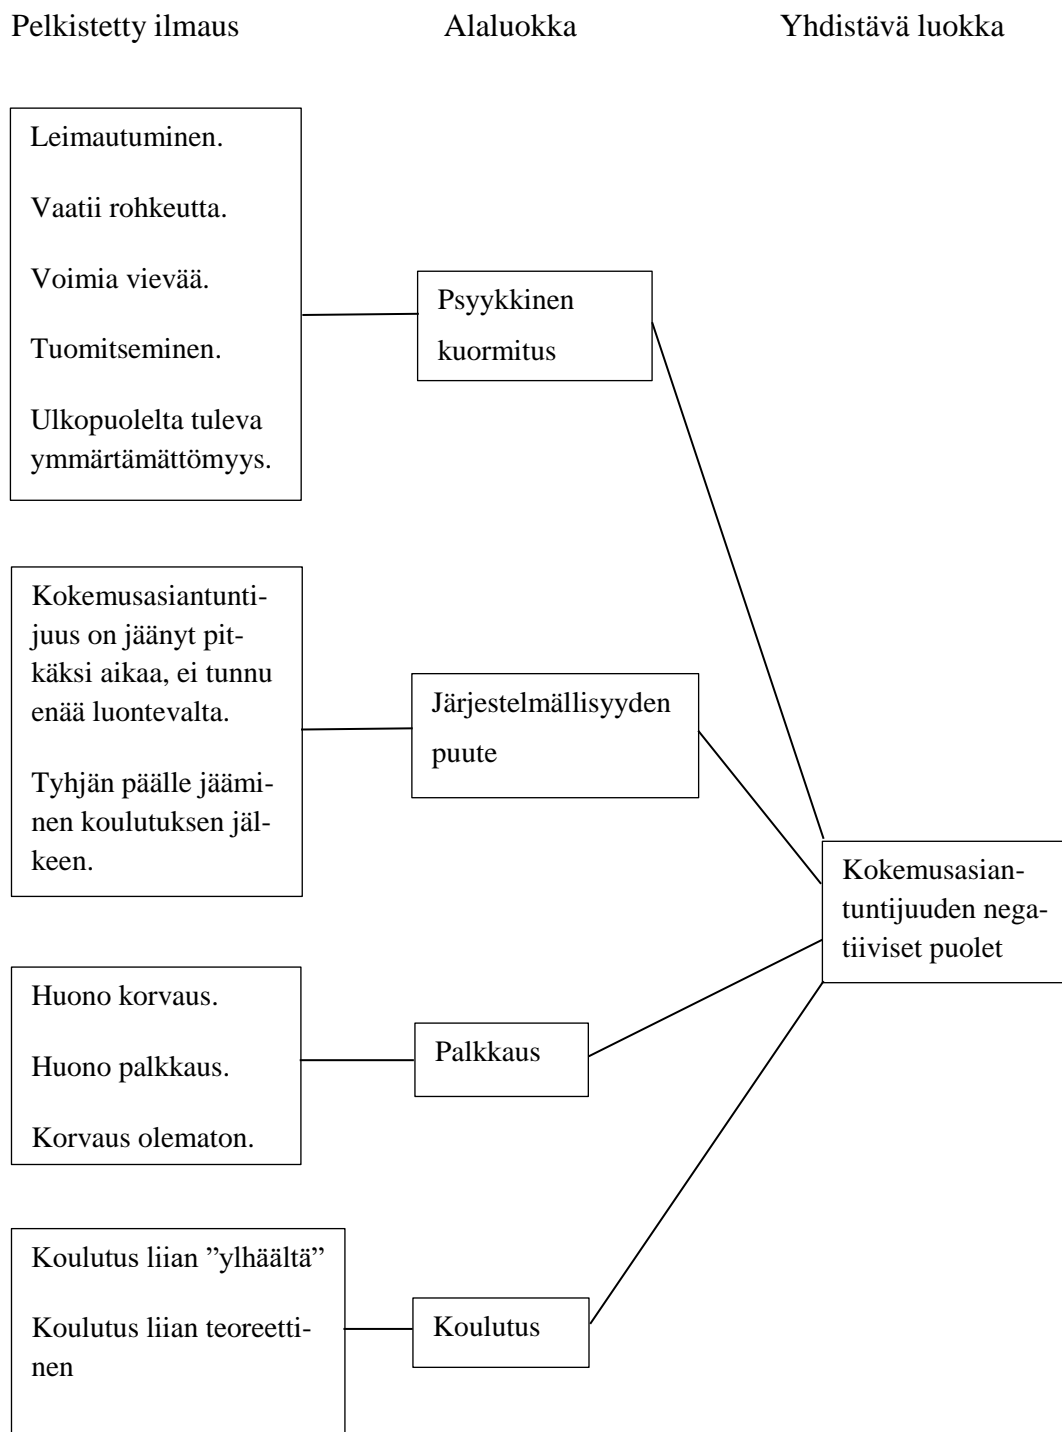 Pelkistetty ilmaus
Alaluokka
Yhdistävä luokka
Leimautuminen.
Vaatii rohkeutta.
Voimia vievää.
Tuomitseminen.
Ulkopuolelta tuleva
ymmärtämättömyys.
Psyykkinen
kuormitus
Kokemusasiantunti-
juus on jäänyt pit-
käksi aikaa, ei tunnu
enää luontevalta.
Tyhjän päälle jäämi-
nen koulutuksen jäl-
keen.
Järjestelmällisyyden
puute
Huono korvaus.
Huono palkkaus.
Korvaus olematon.
Palkkaus
Koulutus liian ”ylhäältä”
Koulutus liian teoreetti-
nen
Koulutus
Kokemusasian-
tuntijuuden nega-
tiiviset puolet